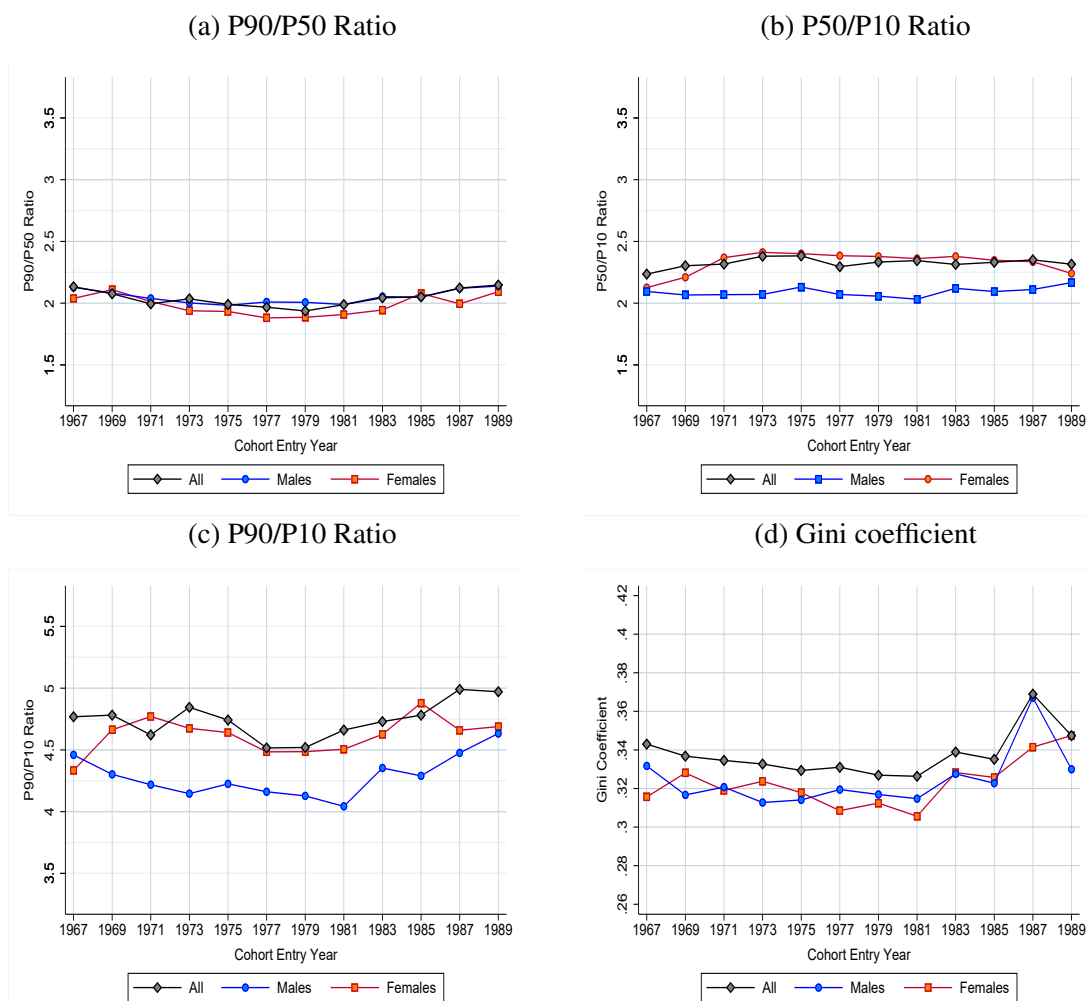 (a) P90/P50 Ratio
P90/P50 Ratio
3.5
3
2.5
2
1.5
1967 1969 1971 1973 1975 1977 1979 1981 1983 1985 1987 1989
Cohort Entry Year
All Males Females
(b) P50/P10 Ratio
P50/P10 Ratio
3.5
3
2.5
2
1.5
1967 1969 1971 1973 1975 1977 1979 1981 1983 1985 1987 1989
Cohort Entry Year
All Males Females
(c) P90/P10 Ratio
P90/P10 Ratio
5.5
5
4.5
4
3.5
1967 1969 1971 1973 1975 1977 1979 1981 1983 1985 1987 1989
Cohort Entry Year
All Males Females
(d) Gini coefficient
Gini Coefficient
.42
.4
.38
.36
.34
.32
.3
.28
.26
1967 1969 1971 1973 1975 1977 1979 1981 1983 1985 1987 1989
Cohort Entry Year
All Males Females